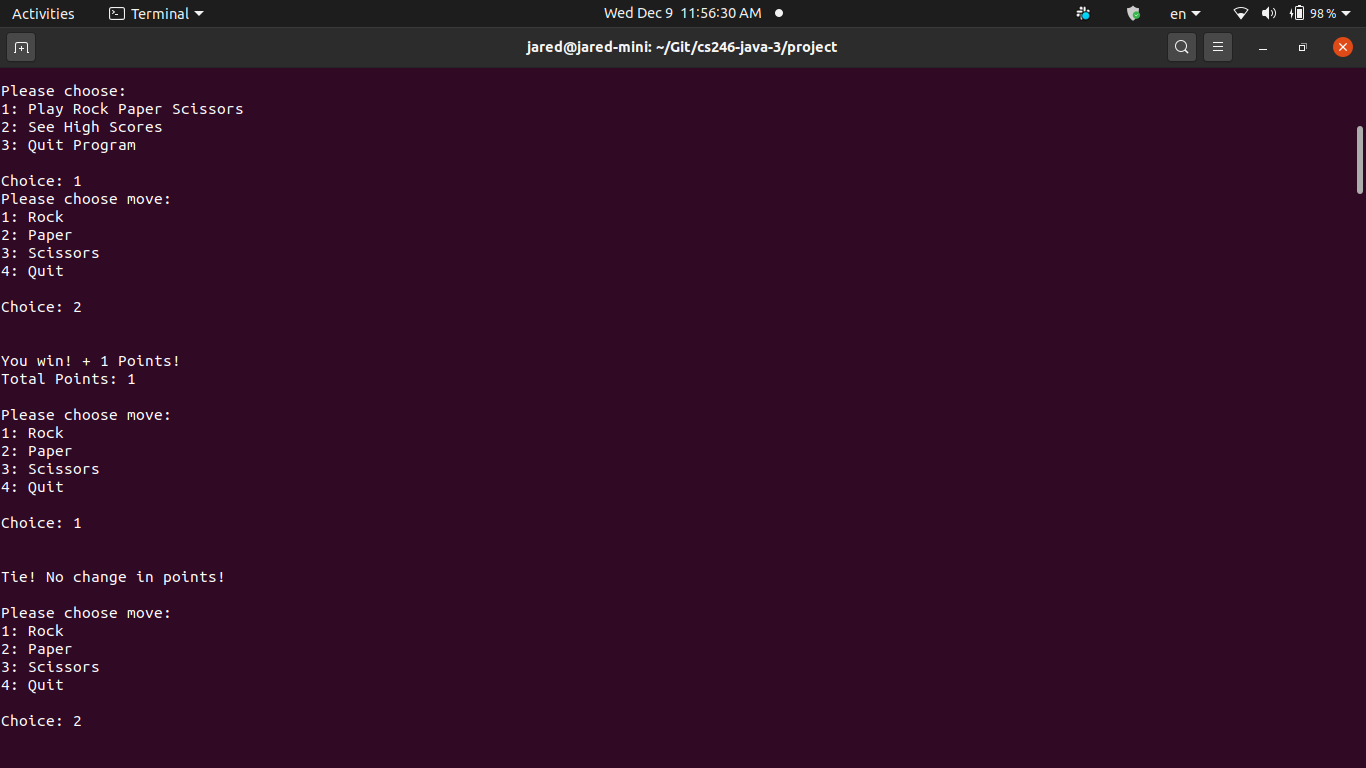 Activities Terminal Wed Dec 9 11:56:30 AM en 98%
jared@jared-mini: ~/Git/cs246-java-3/project
Please choose:
1: Play Rock Paper Scissors
2: See High Scores
3: Quit Program
Choice: 1
Please choose move:
1: Rock
2: Paper
3: Scissors
4: Quit
Choice: 2
You win! + 1 Points!
Total Points: 1
Please choose move:
1: Rock
2: Paper
3: Scissors
4: Quit
Choice: 1
Tie! No change in points!
Please choose move:
1: Rock
2: Paper
3: Scissors
4: Quit
Choice: 2